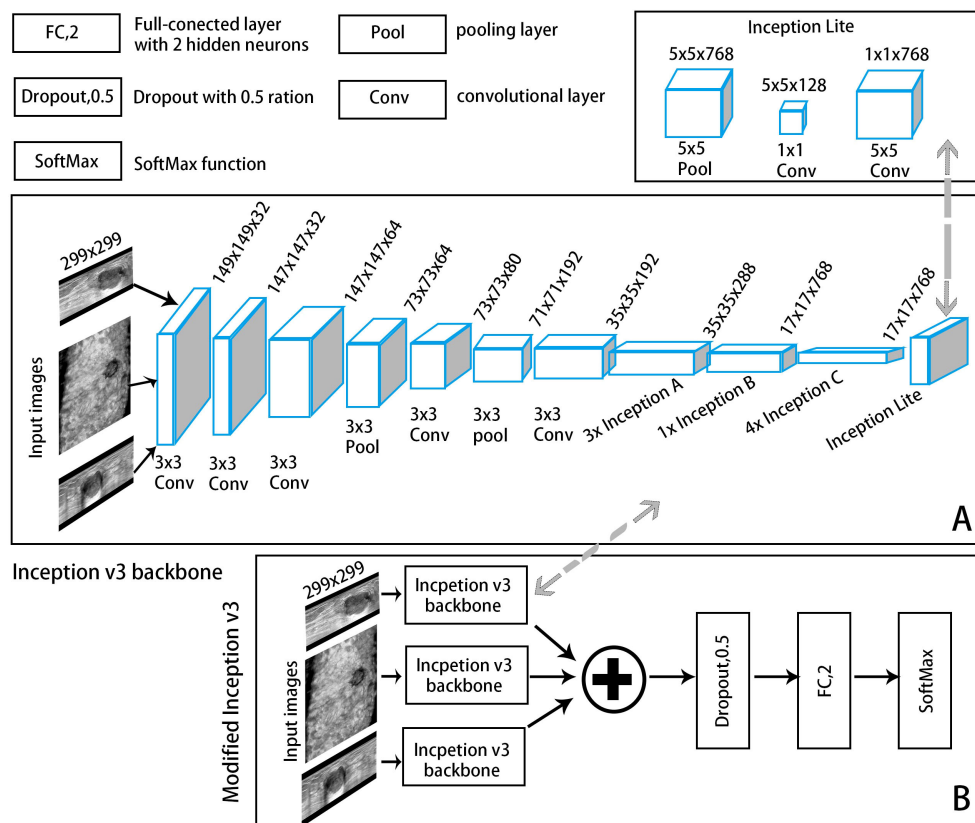 FC,2
Full-conected layer
with 2 hidden neurons
Pool
pooling layer
Dropout,0.5
Dropout with 0.5 ration
Conv
convolutional layer
SoftMax
SoftMax function
Inception Lite
5x5x768
5x5x128
1x1x768
5x5
Pool
1x1
Conv
5x5
Conv
299x299
149x149x32
147x147x32
147x147x64
73x73x64
73x73x80
71x71x192
35x35x192
35x35x288
17x17x768
17x17x768
Input images
3x3
Conv
3x3
Conv
3x3
Conv
3x3
Pool
3x3
Conv
3x3
pool
3x3
Conv
3x Inception A
1x Inception B
4x Inception C
Inception Lite
A
Inception v3 backbone
Modified Inception v3
299x299
Input images
Incpetion v3
backbone
Incpetion v3
backbone
Incpetion v3
backbone
Dropout,0.5
FC,2
SoftMax
B